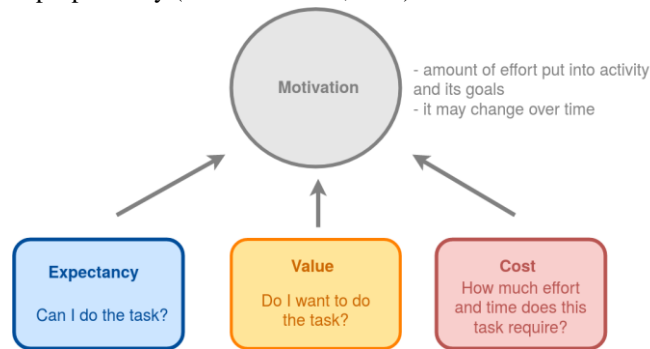 Motivation
- amount of effort put into activity
and its goals
- it may change over time
Expectancy
Can I do the task?
Value
Do I want to do
the task?
Cost
How much effort
and time does this
task require?